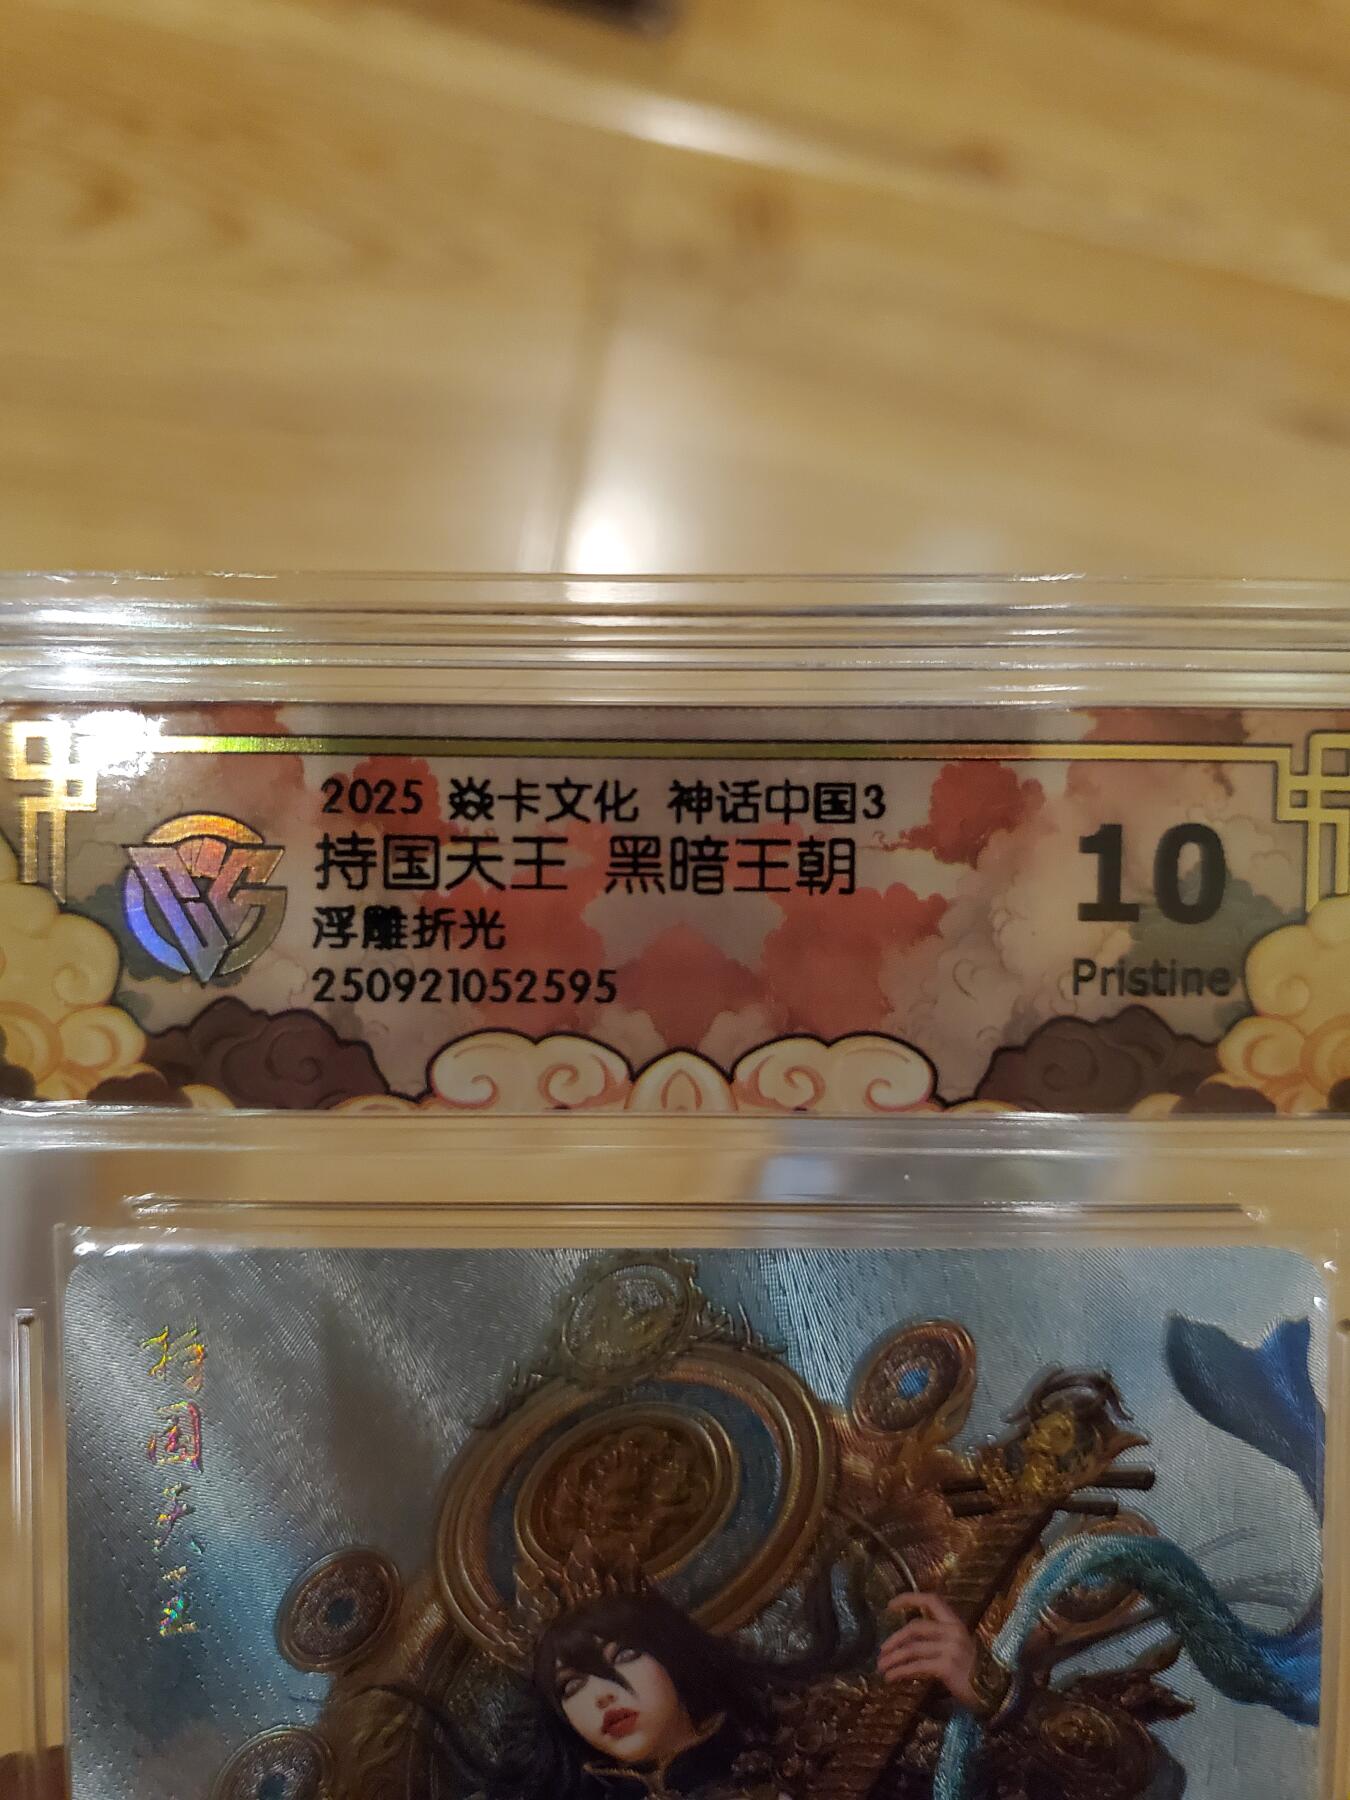 2025 焱卡文化 神话中国3
持国天王 黑暗王朝
浮雕折光
250921052595
10
Pristine
持国天王